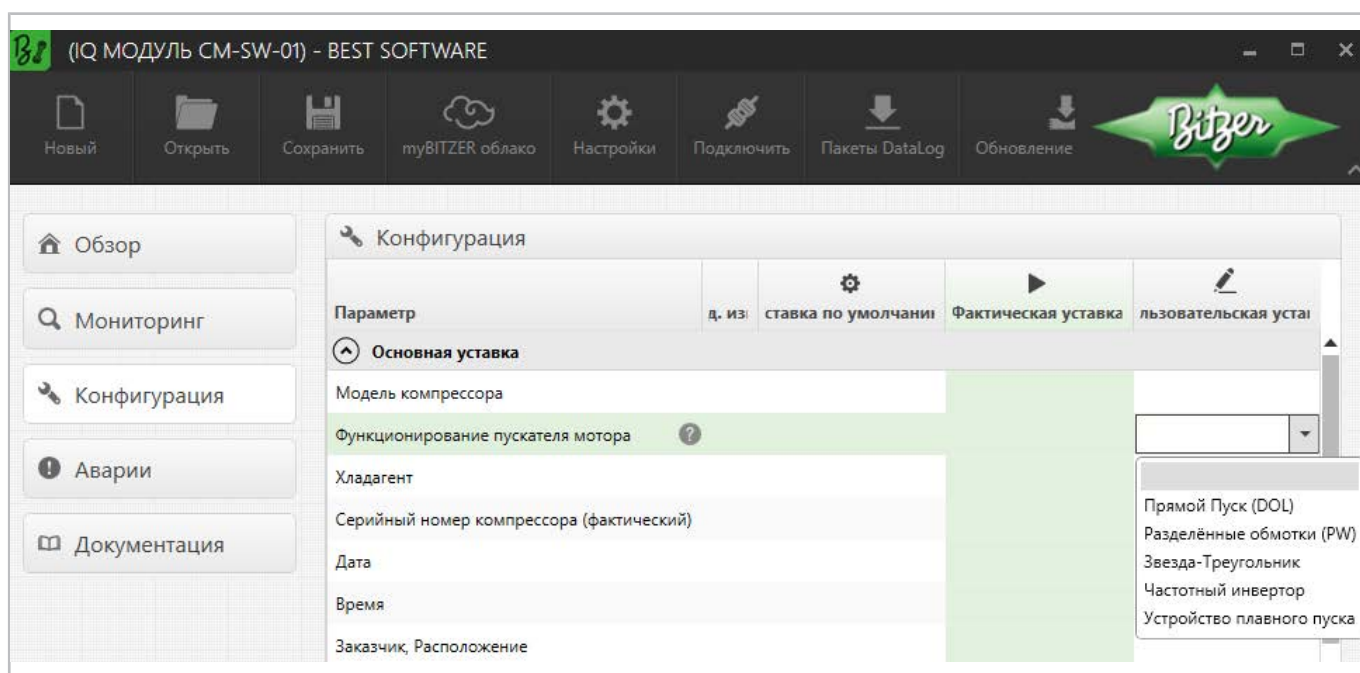 (IQ МОДУЛЬ CM-SW-01) - BEST SOFTWARE
Новый Открыть Сохранить myBITZER облако Настройки Подключить Пакеты DataLog Обновление Bitzer
Обзор
Мониторинг
Конфигурация
Аварии
Документация
Конфигурация
Параметр д. из ставка по умолчани Фактическая уставка льзовательская уста
Основная уставка
Модель компрессора
Функционирование пускателя мотора ?
Хладагент
Серийный номер компрессора (фактический)
Дата
Время
Заказчик, Расположение
Прямой Пуск (DOL)
Разделённые обмотки (PW)
Звезда-Треугольник
Частотный инвертор
Устройство плавного пуска